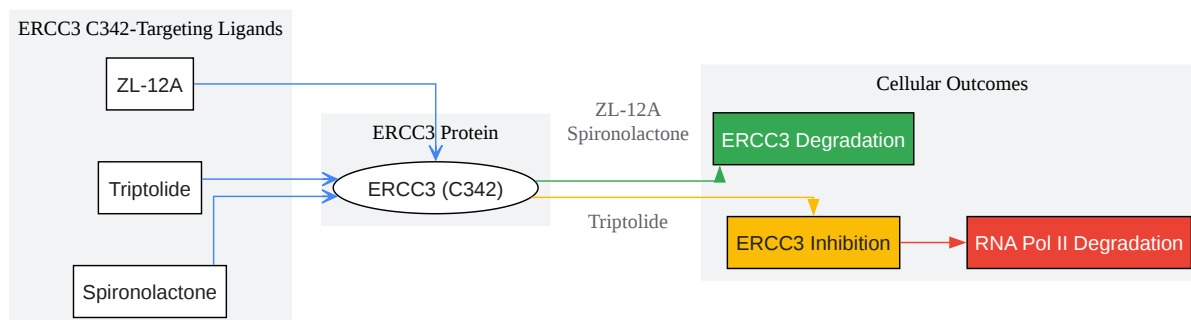 ERCC3 C342-Targeting Ligands
ZL-12A
Triptolide
Spironolactone
ERCC3 Protein
ERCC3 (C342)
ZL-12A
Spironolactone
Triptolide
Cellular Outcomes
ERCC3 Degradation
ERCC3 Inhibition
RNA Pol II Degradation